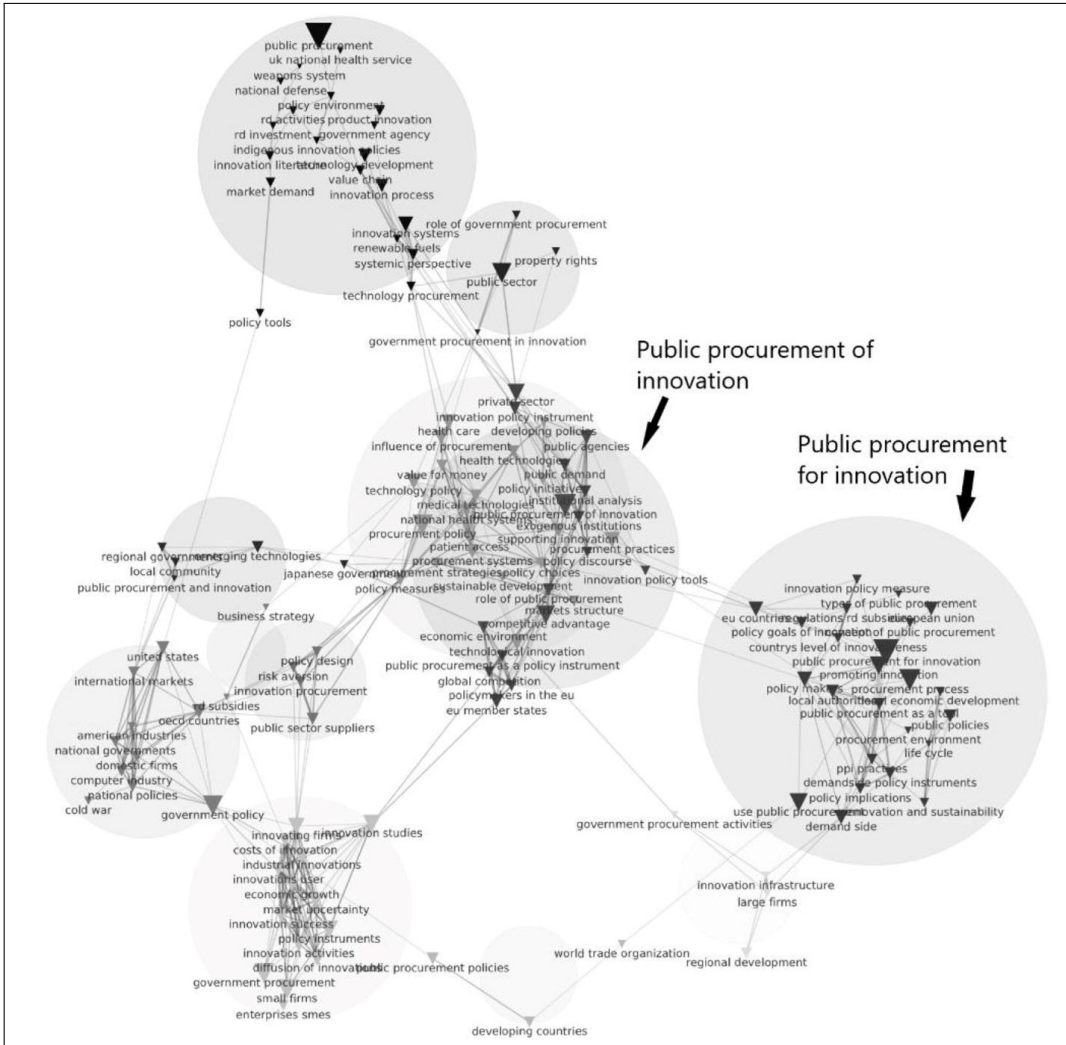 public procurement
uk national health service
weapons system
national defense
policy environment
rd activities product innovation
rd investment government agency
indigenous innovation policies
innovation literature technology development
value chain
market demand innovation process
role of government procurement
innovation systems
renewable fuels
systemic perspective
property rights
public sector
technology procurement
policy tools
government procurement in innovation
Public procurement of
innovation
private sector
innovation policy instrument
health care developing policies
influence of procurement public agencies
health technologies
value for money public demand
technology policy policy initiative
institutional analysis
medical technologies
public procurement of innovation
national health systems
exogenous institutions
procurement policy
supporting innovation
patient access
procurement practices
procurement systems policy discourse
procurement strategies policy choices
innovation policy tools
sustainable development
role of public procurement
markets structure
competitive advantage
economic environment
technological innovation
public procurement as a policy instrument
global competition
policymakers in the eu
eu member states
Public procurement
for innovation
innovation policy measure
types of public procurement
eu countries regulations rd subsidies european union
policy goals of innovation concept of public procurement
countrys level of innovativeness
public procurement for innovation
promoting innovation
policy makers procurement process
local authorities local economic development
public procurement as a tool
public policies
procurement environment
life cycle
ppi practices
demandside policy instruments
policy implications
use public procurement innovation and sustainability
demand side
regional governments emerging technologies
local community
public procurement and innovation
japanese government
policy measures
business strategy
united states
international markets
policy design
risk aversion
innovation procurement
rd subsidies
oecd countries
public sector suppliers
american industries
national governments
domestic firms
computer industry
national policies
cold war
government policy
innovating firms innovation studies
costs of innovation
industrial innovations
innovations user
economic growth
market uncertainty
innovation success
policy instruments
innovation activities
diffusion of innovations public procurement policies
government procurement
small firms
enterprises smes
government procurement activities
innovation infrastructure
large firms
world trade organization
regional development
developing countries